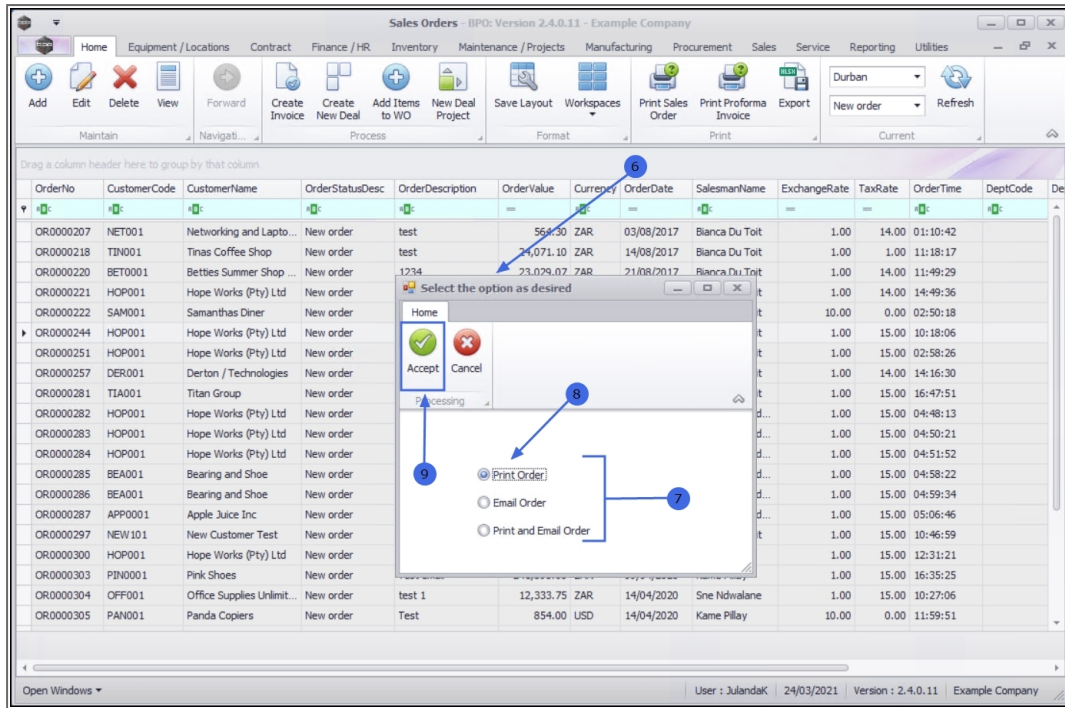 Sales Orders - BPO: Version 2.4.0.11 - Example Company
Home Equipment / Locations Contract Finance / HR Inventory Maintenance / Projects Manufacturing Procurement Sales Service Reporting Utilities
Add Edit Delete View Forward Create Invoice Create New Deal Add Items to WO New Deal Project Save Layout Workspaces Print Sales Order Print Proforma Invoice Export Durban New order Refresh
Maintain Navigati... Process Format Print Current
Drag a column header here to group by that column
6
OrderNo CustomerCode CustomerName OrderStatusDesc OrderDescription OrderValue Currency OrderDate SalesmanName ExchangeRate TaxRate OrderTime DeptCode De
OR0000207 NET001 Networking and Lapto... New order test 564.30 ZAR 03/08/2017 Bianca Du Toit 1.00 14.00 01:10:42
OR0000218 TIN001 Tinas Coffee Shop New order test 24,071.10 ZAR 14/08/2017 Bianca Du Toit 1.00 1.00 11:18:17
OR0000220 BET0001 Betties Summer Shop ... New order 1234 23,029.07 ZAR 21/08/2017 Bianca Du Toit 1.00 14.00 11:49:29
OR0000221 HOP001 Hope Works (Pty) Ltd New order 1.00 14.00 14:49:36
OR0000222 SAM001 Samanthas Diner New order 10.00 0.00 02:50:18
OR0000244 HOP001 Hope Works (Pty) Ltd New order 1.00 15.00 10:18:06
OR0000251 HOP001 Hope Works (Pty) Ltd New order 1.00 15.00 02:58:26
OR0000257 DER001 Derton / Technologies New order 1.00 14.00 14:16:30
OR0000281 TIA001 Titan Group New order 1.00 15.00 16:47:51
OR0000282 HOP001 Hope Works (Pty) Ltd New order 1.00 15.00 04:48:13
OR0000283 HOP001 Hope Works (Pty) Ltd New order 1.00 15.00 04:50:21
OR0000284 HOP001 Hope Works (Pty) Ltd New order 1.00 15.00 04:51:52
OR0000285 BEA001 Bearing and Shoe New order 1.00 15.00 04:58:22
OR0000286 BEA001 Bearing and Shoe New order 1.00 15.00 04:59:34
OR0000287 APP0001 Apple Juice Inc New order 1.00 15.00 05:06:46
OR0000297 NEW101 New Customer Test New order 1.00 15.00 10:46:59
OR0000300 HOP001 Hope Works (Pty) Ltd New order 1.00 15.00 12:31:21
OR0000303 PIN0001 Pink Shoes New order 1.00 15.00 16:35:25
OR0000304 OFF001 Office Supplies Unlimit... New order test 1 12,333.75 ZAR 14/04/2020 Sne Ndwalane 1.00 15.00 10:27:06
OR0000305 PAN001 Panda Copiers New order Test 854.00 USD 14/04/2020 Kame Pillay 10.00 0.00 11:59:51
Select the option as desired
Home
Accept Cancel
Processing
8
9
Print Order
Email Order
7
Print and Email Order
Open Windows User : JulandaK 24/03/2021 Version : 2.4.0.11 Example Company